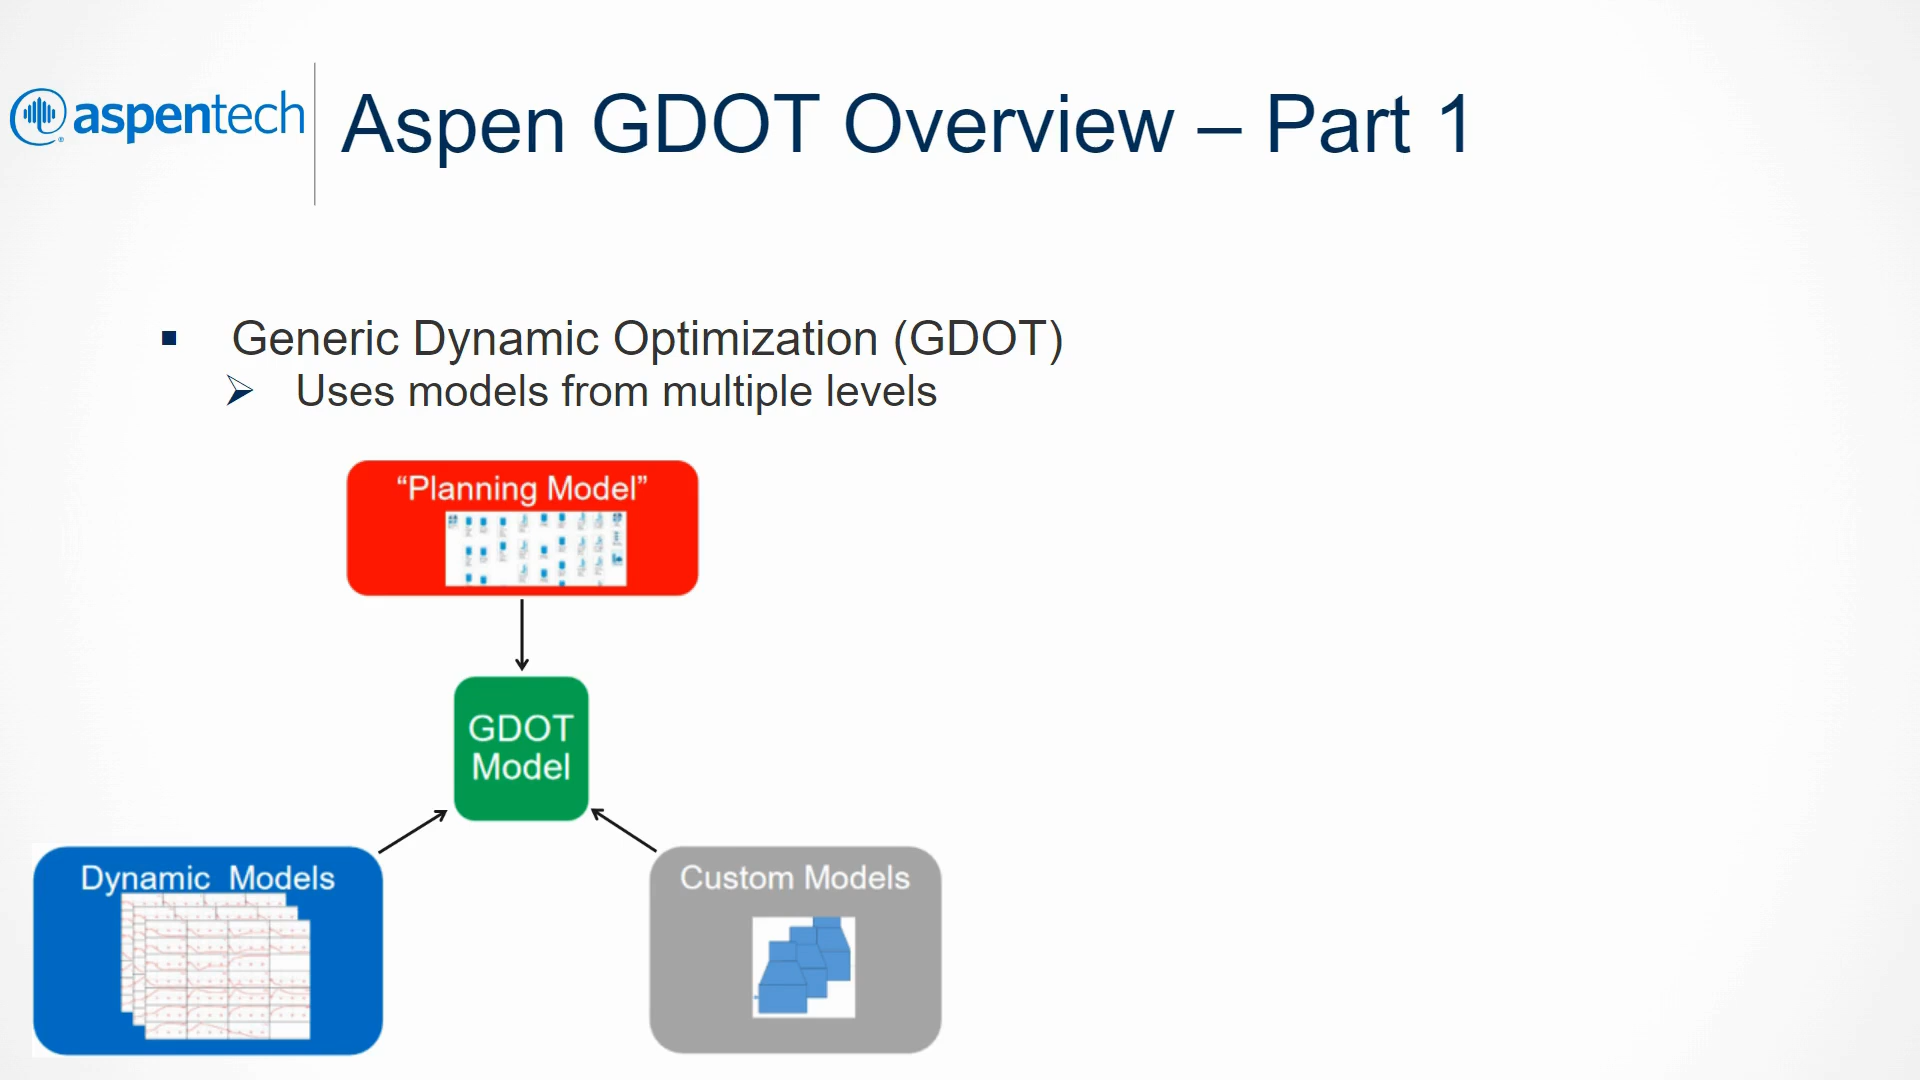 aspentech
Aspen GDOT Overview – Part 1
Generic Dynamic Optimization (GDOT)
Uses models from multiple levels
“Planning Model”
GDOT
Model
Dynamic Models
Custom Models